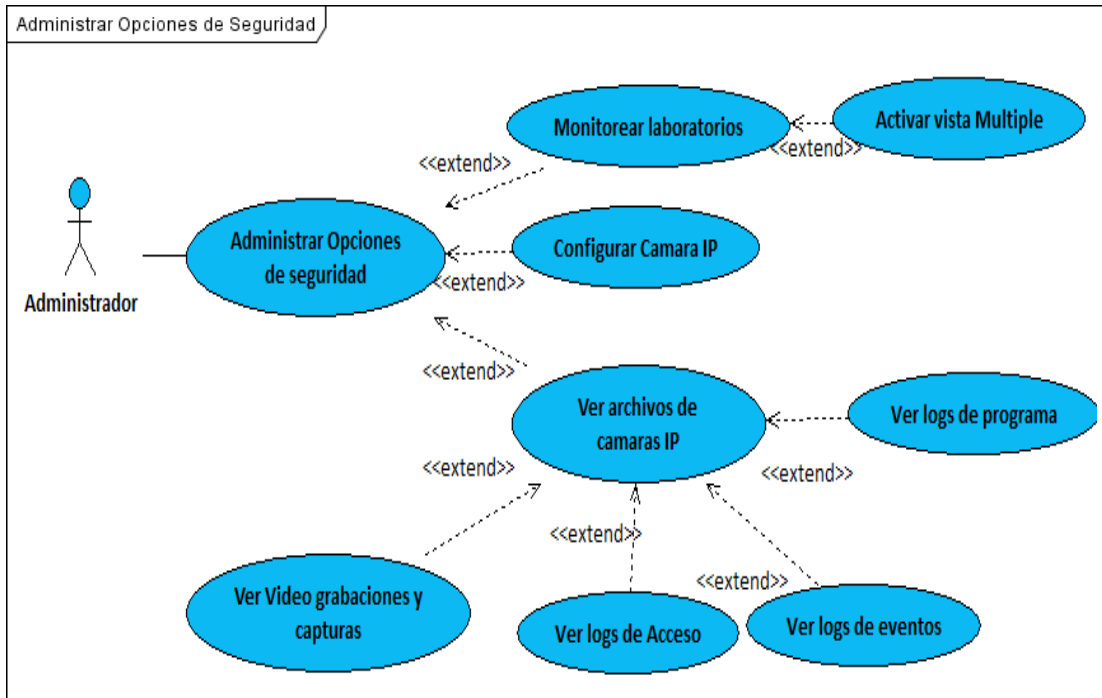 Administrar Opciones de Seguridad
Monitorear laboratorios
Activar vista Multiple
<<extend>>
<<extend>>
Administrar Opciones
de seguridad
Configurar Camara IP
<<extend>>
Administrador
<<extend>>
Ver archivos de
camaras IP
Ver logs de programa
<<extend>>
<<extend>>
<<extend>>
<<extend>>
Ver Video grabaciones y
capturas
Ver logs de Acceso
Ver logs de eventos